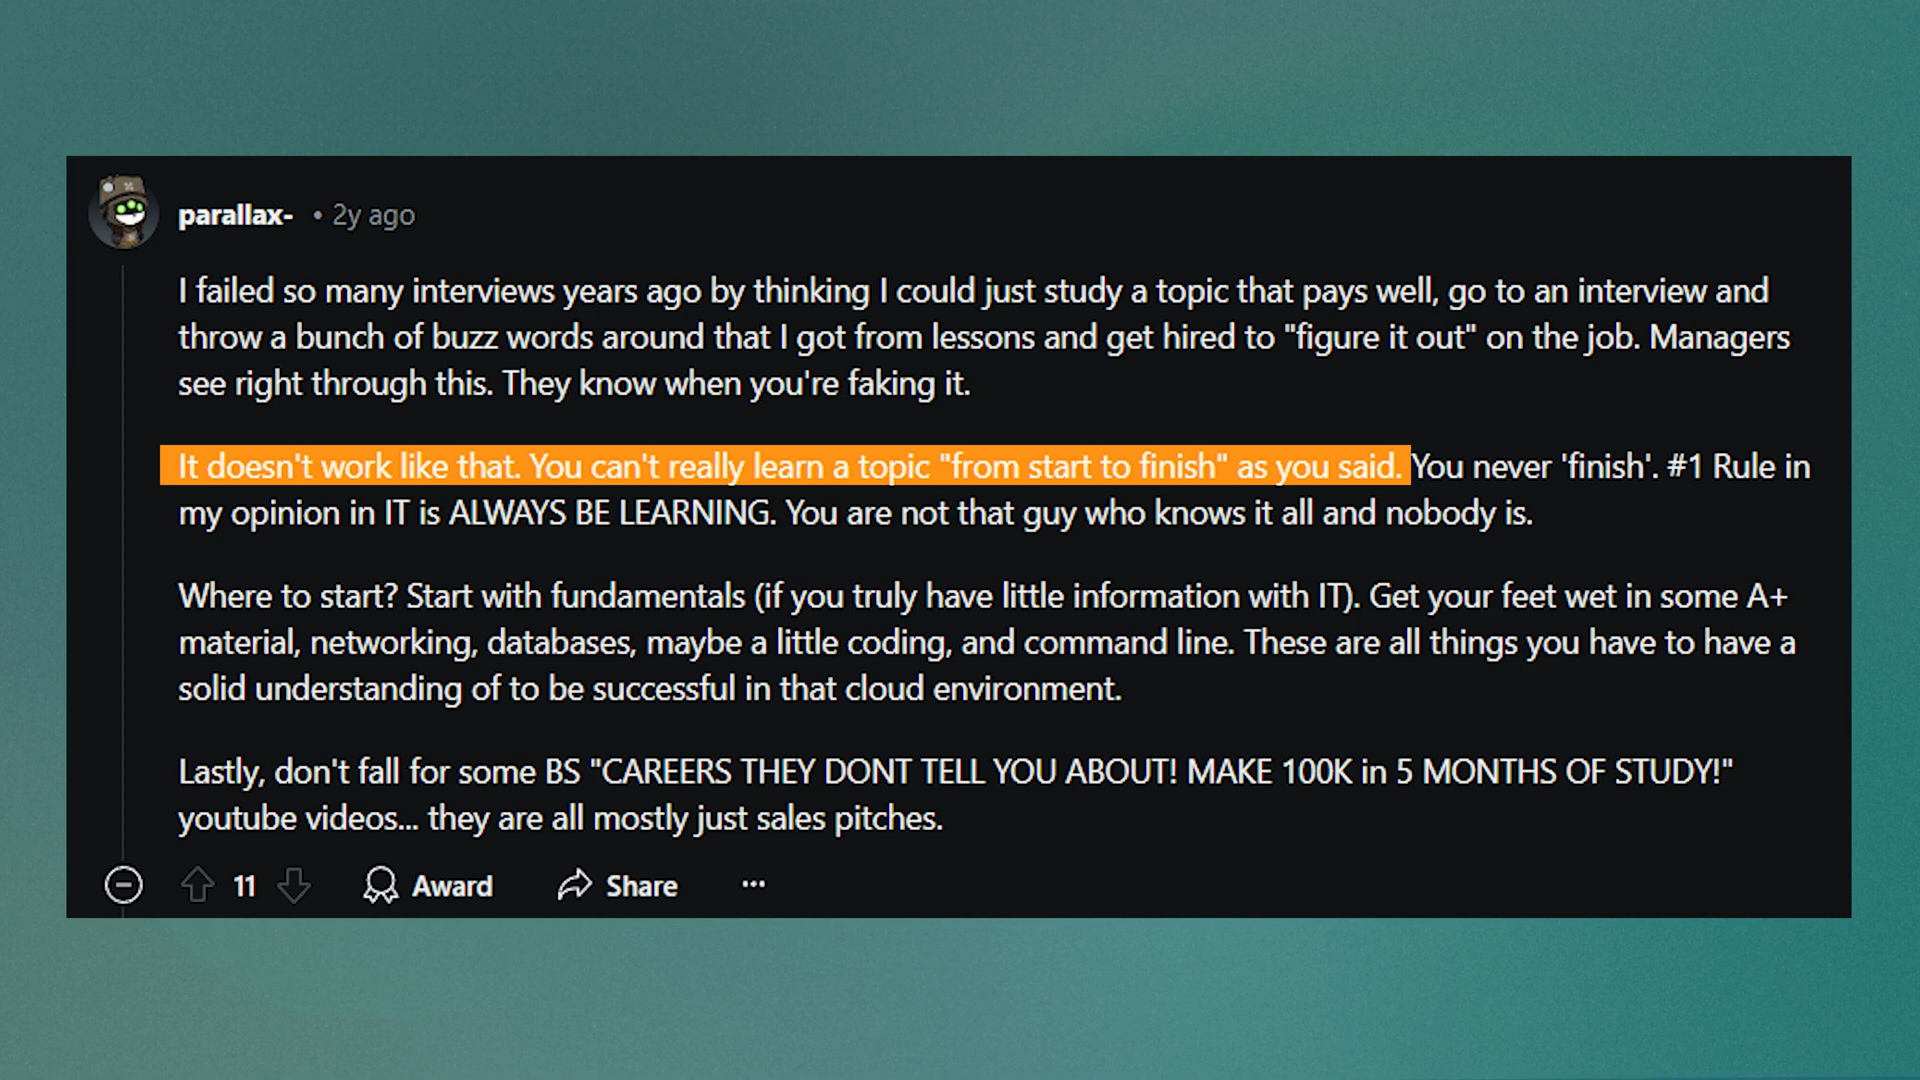 parallax- • 2y ago
I failed so many interviews years ago by thinking I could just study a topic that pays well, go to an interview and
throw a bunch of buzz words around that I got from lessons and get hired to "figure it out" on the job. Managers
see right through this. They know when you're faking it.
It doesn't work like that. You can't really learn a topic "from start to finish" as you said. You never 'finish'. #1 Rule in
my opinion in IT is ALWAYS BE LEARNING. You are not that guy who knows it all and nobody is.
Where to start? Start with fundamentals (if you truly have little information with IT). Get your feet wet in some A+
material, networking, databases, maybe a little coding, and command line. These are all things you have to have a
solid understanding of to be successful in that cloud environment.
Lastly, don't fall for some BS "CAREERS THEY DONT TELL YOU ABOUT! MAKE 100K in 5 MONTHS OF STUDY!"
youtube videos... they are all mostly just sales pitches.
11 Award Share ...